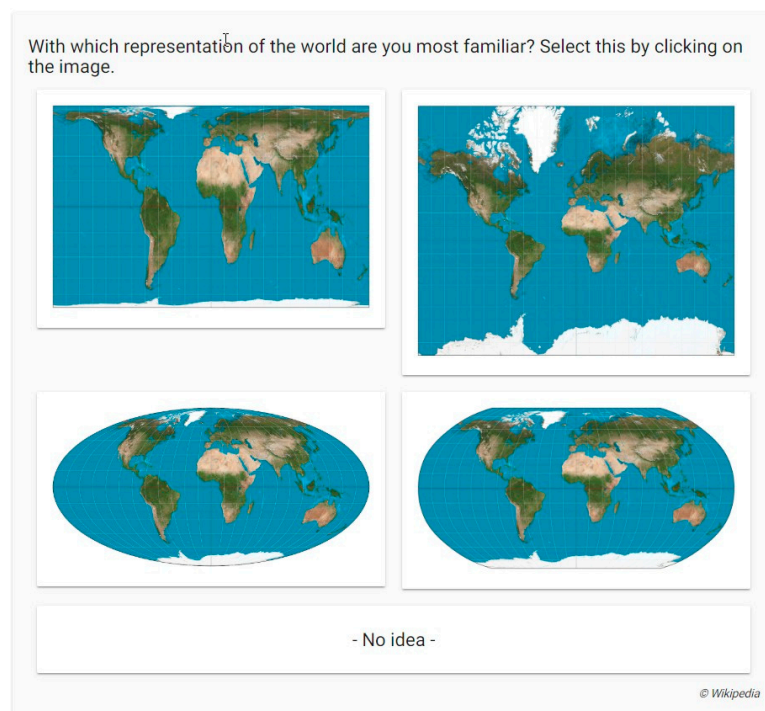 With which representation of the world are you most familiar? Select this by clicking on
the image.
- No idea -
© Wikipedia